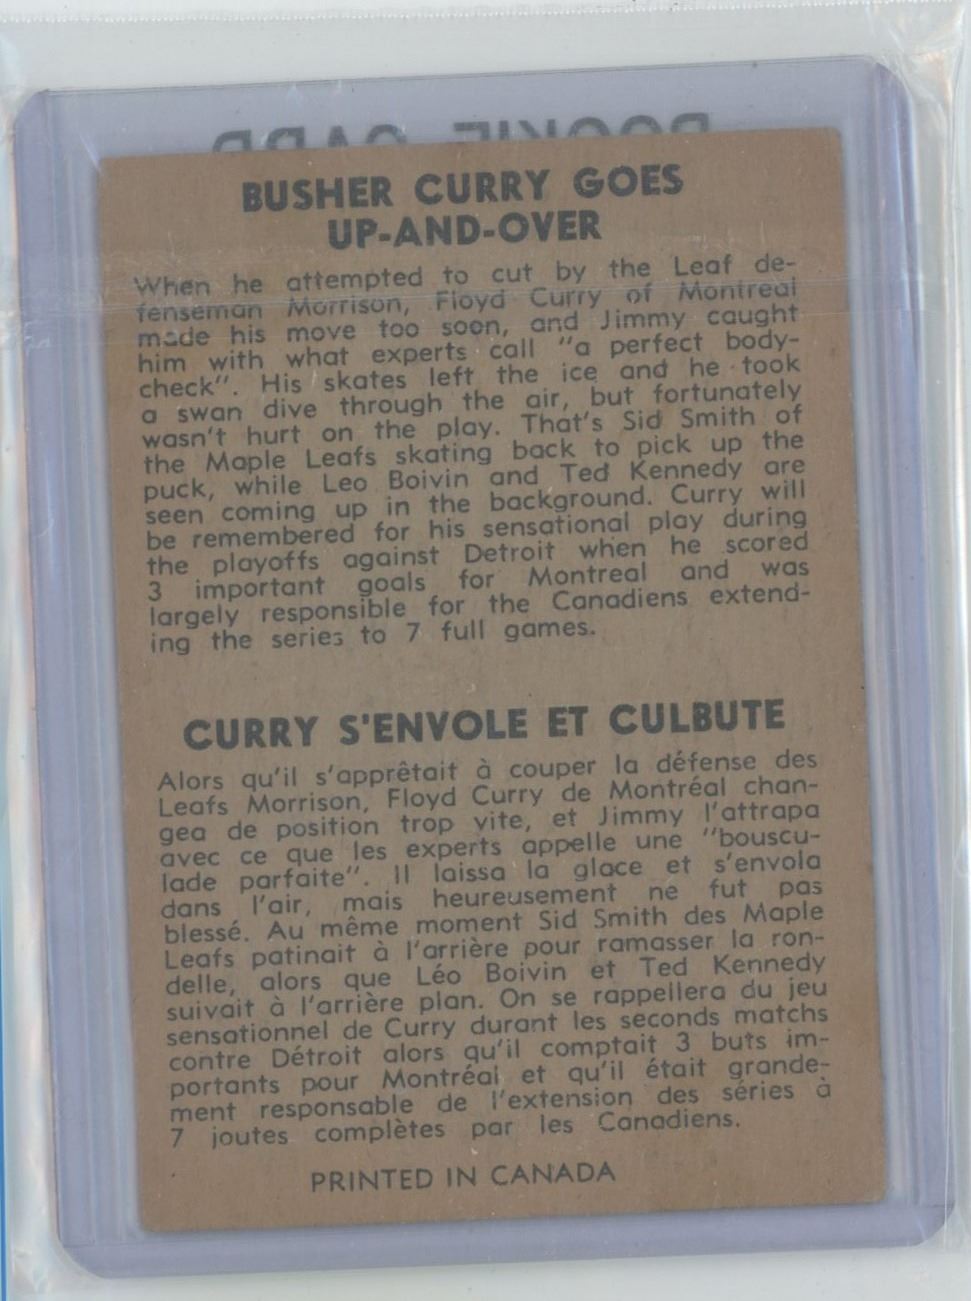 ROOKIE CARD
BUSHER CURRY GOES
UP-AND-OVER
When he attempted to cut by the Leaf de-
fenseman Morrison, Floyd Curry of Montreal
made his move too soon, and Jimmy caught
him with what experts call "a perfect body-
check". His skates left the ice and he took
a swan dive through the air, but fortunately
wasn't hurt on the play. That's Sid Smith of
the Maple Leafs skating back to pick up the
puck, while Leo Boivin and Ted Kennedy are
seen coming up in the background. Curry will
be remembered for his sensational play during
the playoffs against Detroit when he scored
3 important goals for Montreal and was
largely responsible for the Canadiens extend-
ing the series to 7 full games.
CURRY S'ENVOLE ET CULBUTE
Alors qu'il s'apprêtait à couper la défense des
Leafs Morrison, Floyd Curry de Montréal chan-
gea de position trop vite, et Jimmy l'attrapa
avec ce que les experts appelle une "bouscu-
lade parfaite". Il laissa la glace et s'envola
dans l'air, mais heureusement ne fut pas
blessé. Au même moment Sid Smith des Maple
Leafs patinait à l'arrière pour ramasser la ron-
delle, alors que Léo Boivin et Ted Kennedy
suivait à l'arrière plan. On se rappellera du jeu
sensationnel de Curry durant les seconds matchs
contre Détroit alors qu'il comptait 3 buts im-
portants pour Montréal et qu'il était grande-
ment responsable de l'extension des séries à
7 joutes complètes par les Canadiens.
PRINTED IN CANADA